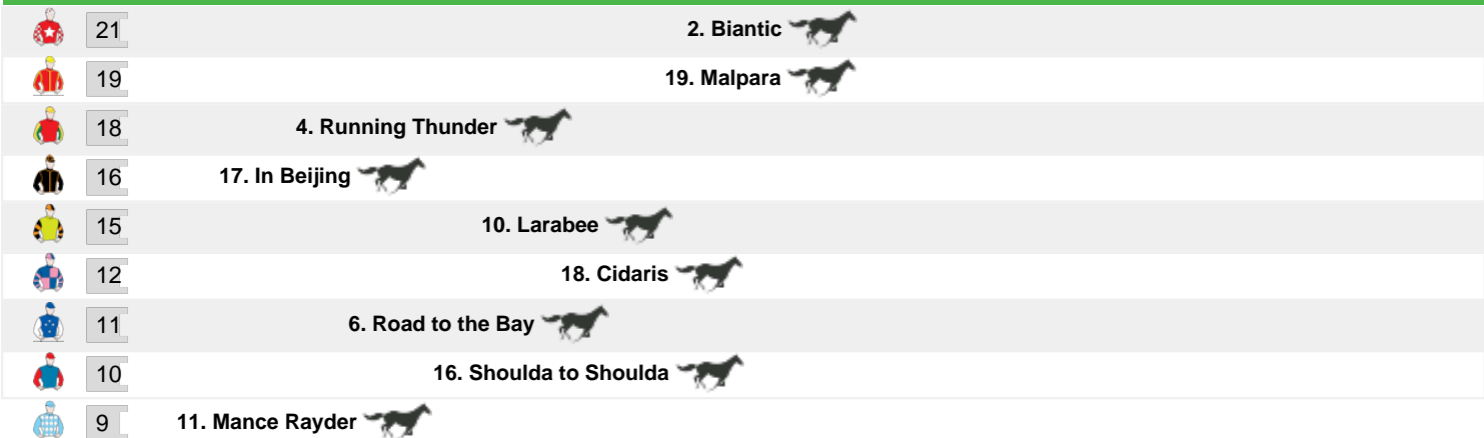 21 2. Biantic
19 19. Malpara
18 4. Running Thunder
16 17. In Beijing
15 10. Larabee
12 18. Cidaris
11 6. Road to the Bay
10 16. Shoulda to Shoulda
9 11. Mance Rayder